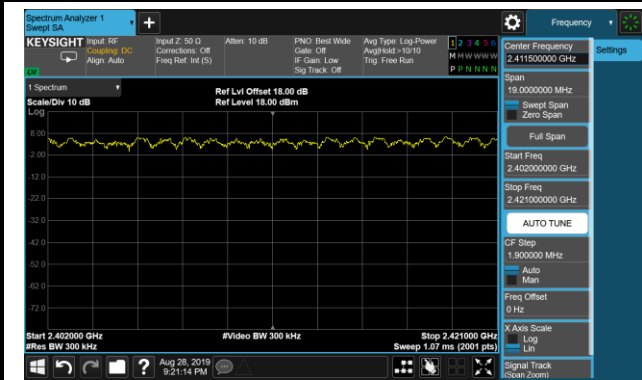 Spectrum Analyzer 1
Swept SA
+
Frequency
KEYSIGHT
Input: RF
Coupling: DC
Align: Auto
Input Z: 50 Ω
Corrections: Off
Freq Ref: Int (S)
Atten: 10 dB
PNO: Best Wide
Gate: Off
IF Gain: Low
Sig Track: Off
Avg Type: Log-Power
Avg|Hold:>10/10
Trig: Free Run
1 2 3 4 5 6
M M W W W W
P P N N N N
LW
1 Spectrum
Scale/Div 10 dB
Log
Ref Lvl Offset 18.00 dB
Ref Level 18.00 dBm
8.00
-2.00
-12.0
-22.0
-32.0
-42.0
-52.0
-62.0
-72.0
Start 2.402000 GHz
#Res BW 300 kHz
#Video BW 300 kHz
Stop 2.421000 GHz
Sweep 1.07 ms (2001 pts)
Aug 28, 2019
9:21:14 PM
?
Center Frequency
2.411500000 GHz
Settings
Span
19.0000000 MHz
Swept Span
Zero Span
Full Span
Start Freq
2.402000000 GHz
Stop Freq
2.421000000 GHz
AUTO TUNE
CF Step
1.900000 MHz
Auto
Man
Freq Offset
0 Hz
X Axis Scale
Log
Lin
Signal Track
(Span Zoom)